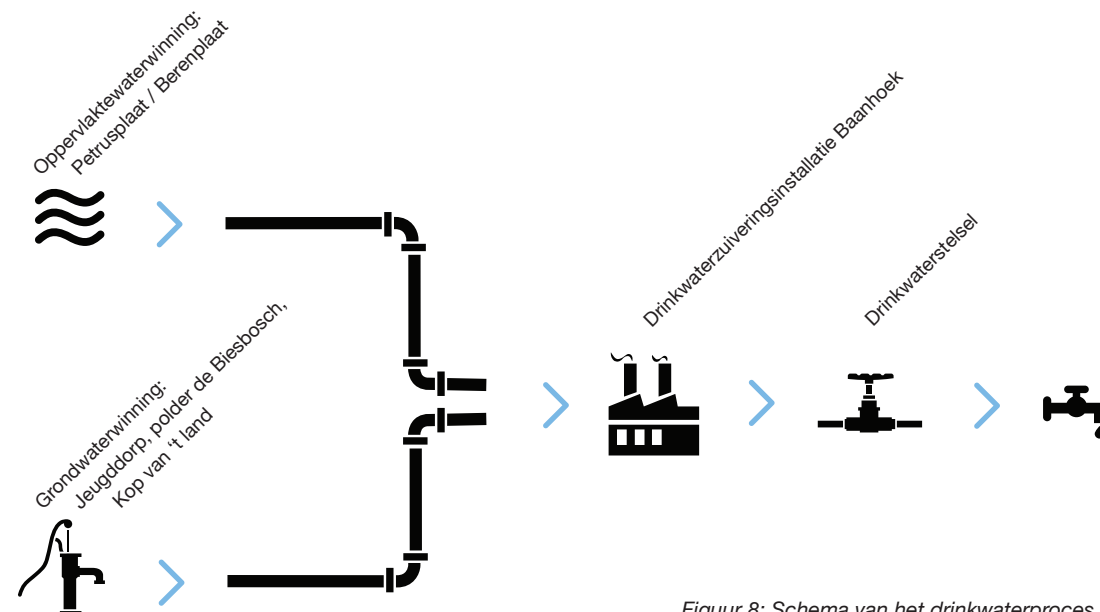 Oppervlaktewaterwinning:
Petrusplaat / Berenplaat
Grondwaterwinning:
Jeugddorp, polder de Biesbosch,
Kop van ‘t land
Drinkwaterzuiveringsinstallatie Baanhoek
Drinkwaterstelsel
Figuur 8: Schema van het drinkwaterproces